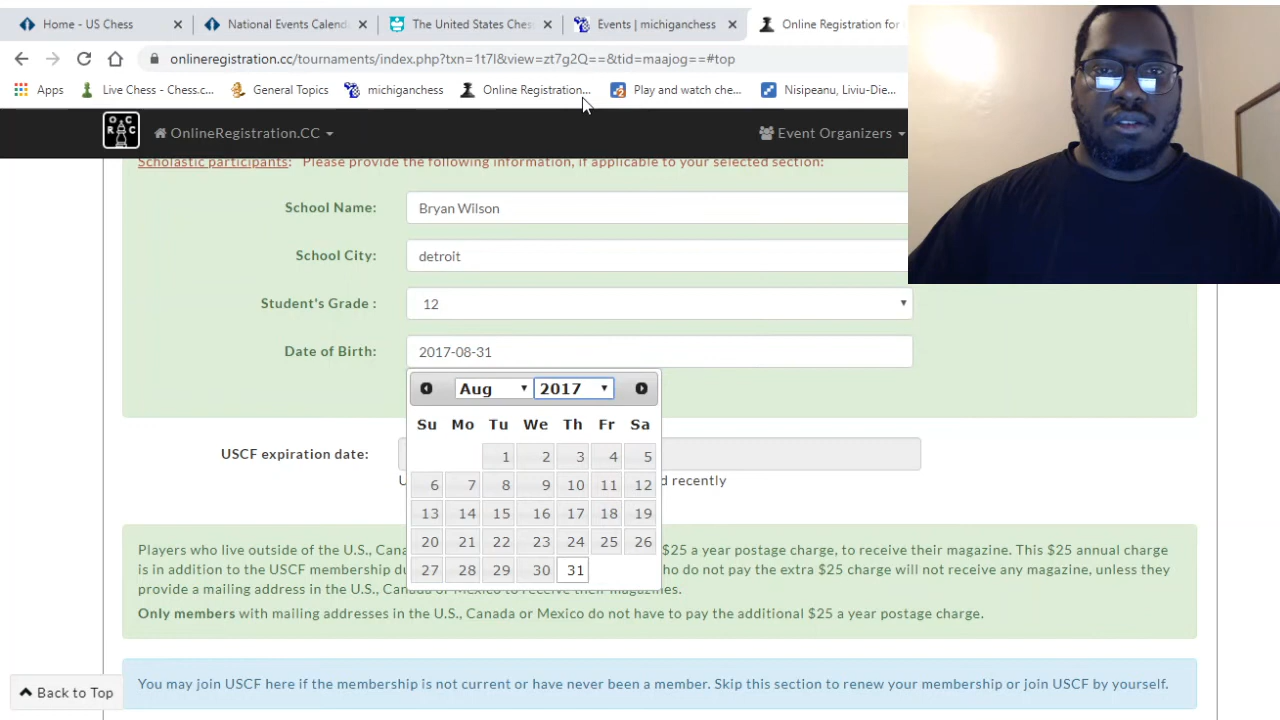 Home - US Chess
National Events Calend
The United States Ches
Events | michiganchess
Online Registration for
onlineregistration.cc/tournaments/index.php?txn=1t7l&view=zt7g2Q==&tid=maajog==#top
Apps
Live Chess - Chess.c...
General Topics
michiganchess
Online Registration...
Play and watch che...
Nisipeanu, Liviu-Die...
OnlineRegistration.CC
Event Organizers
Scholastic participants: Please provide the following information, if applicable to your selected section:
School Name: Bryan Wilson
School City: detroit
Student's Grade : 12
Date of Birth: 2017-08-31
Aug 2017
Su Mo Tu We Th Fr Sa
1 2 3 4 5
6 7 8 9 10 11 12
13 14 15 16 17 18 19
20 21 22 23 24 25 26
27 28 29 30 31
USCF expiration date:
d recently
Players who live outside of the U.S., Cana $25 a year postage charge, to receive their magazine. This $25 annual charge
is in addition to the USCF membership du ho do not pay the extra $25 charge will not receive any magazine, unless they
provide a mailing address in the U.S., Canada or Mexico to receive their magazines.
Only members with mailing addresses in the U.S., Canada or Mexico do not have to pay the additional $25 a year postage charge.
You may join USCF here if the membership is not current or have never been a member. Skip this section to renew your membership or join USCF by yourself.
Back to Top